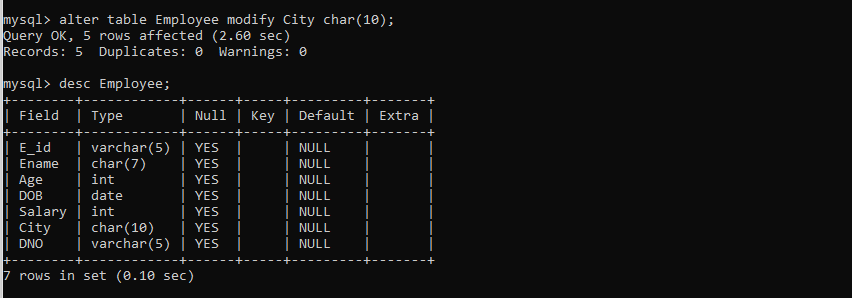 mysql> alter table Employee modify City char(10);
Query OK, 5 rows affected (2.60 sec)
Records: 5  Duplicates: 0  Warnings: 0

mysql> desc Employee;
+--------+------------+------+-----+---------+-------+
| Field  | Type       | Null | Key | Default | Extra |
+--------+------------+------+-----+---------+-------+
| E_id   | varchar(5) | YES  |     | NULL    |       |
| Ename  | char(7)    | YES  |     | NULL    |       |
| Age    | int        | YES  |     | NULL    |       |
| DOB    | date       | YES  |     | NULL    |       |
| Salary | int        | YES  |     | NULL    |       |
| City   | char(10)   | YES  |     | NULL    |       |
| DNO    | varchar(5) | YES  |     | NULL    |       |
+--------+------------+------+-----+---------+-------+
7 rows in set (0.10 sec)